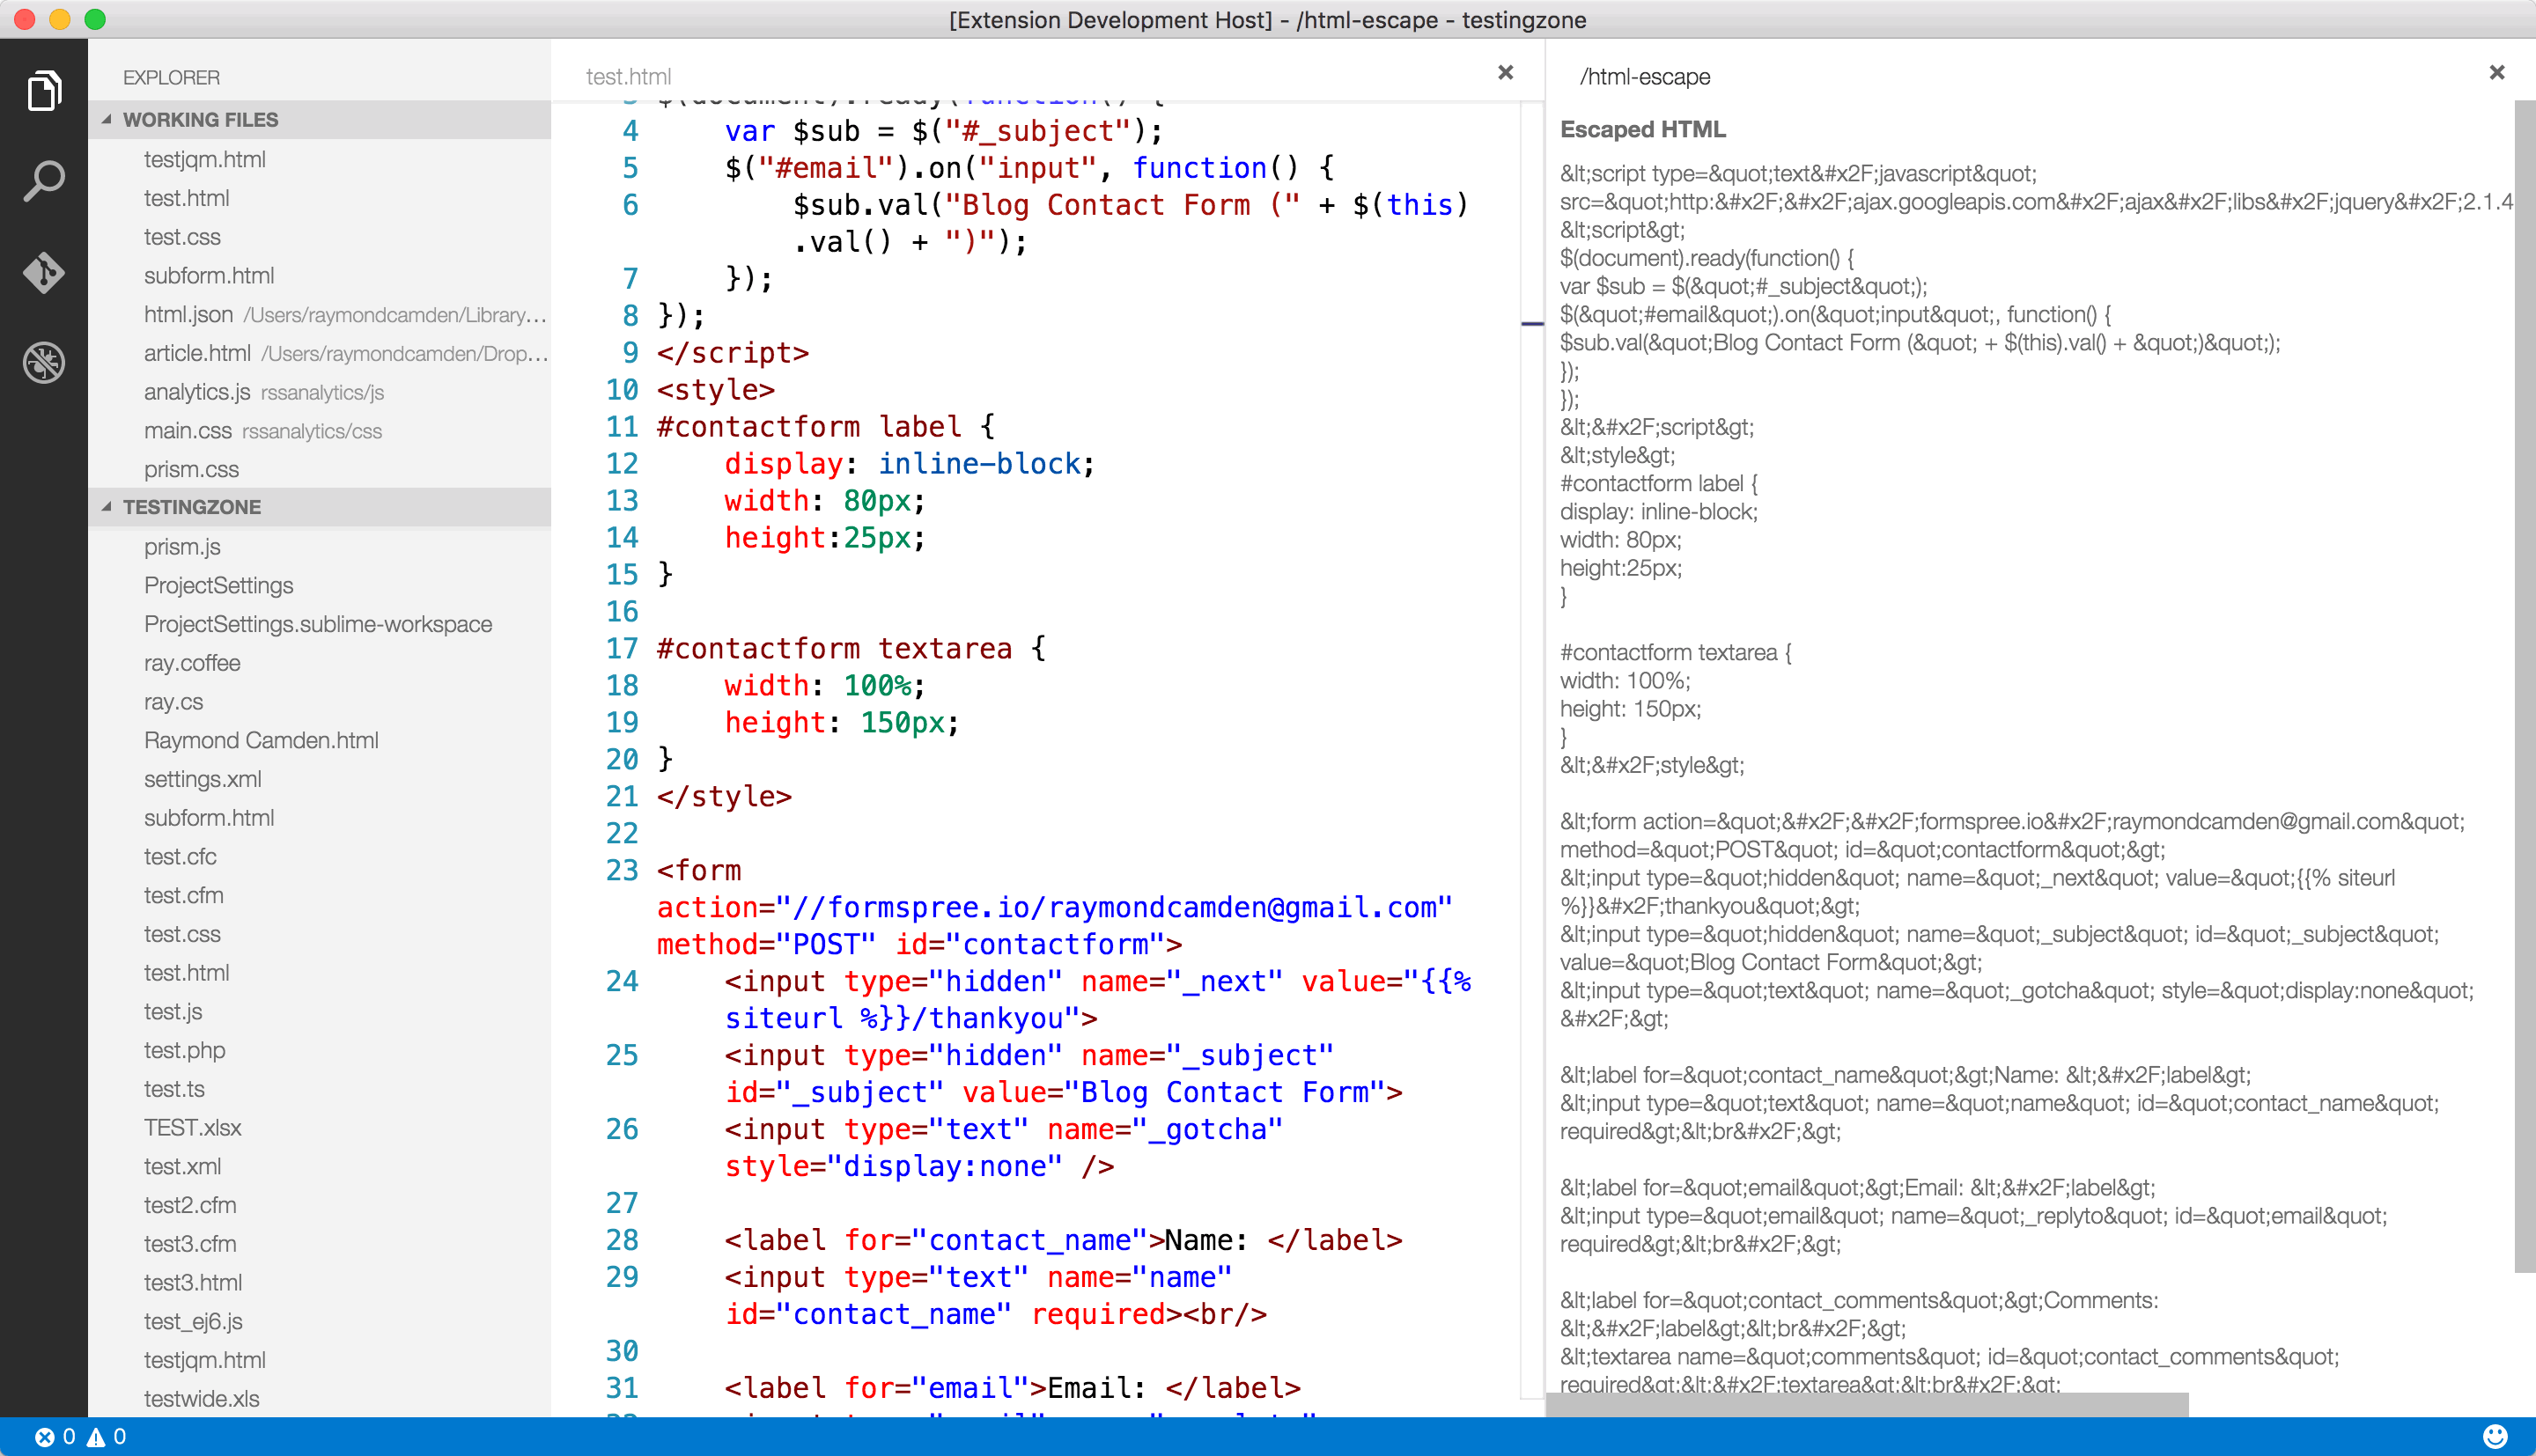 [Extension Development Host] - /html-escape - testingzone
EXPLORER
WORKING FILES
testjqm.html
test.html
test.css
subform.html
html.json /Users/raymondcamden/Library...
article.html /Users/raymondcamden/Drop...
analytics.js rssanalytics/js
main.css rssanalytics/css
prism.css
TESTINGZONE
prism.js
ProjectSettings
ProjectSettings.sublime-workspace
ray.coffee
ray.cs
Raymond Camden.html
settings.xml
subform.html
test.cfc
test.cfm
test.css
test.html
test.js
test.php
test.ts
TEST.xlsx
test.xml
test2.cfm
test3.cfm
test3.html
test_ej6.js
testjqm.html
testwide.xls
test.html
3 $(document).ready(function() {
4 var $sub = $("#_subject");
5 $("#email").on("input", function() {
6 $sub.val("Blog Contact Form (" + $(this)
.val() + ")");
7 });
8 });
9 </script>
10 <style>
11 #contactform label {
12 display: inline-block;
13 width: 80px;
14 height:25px;
15 }
16
17 #contactform textarea {
18 width: 100%;
19 height: 150px;
20 }
21 </style>
22
23 <form
action="//formspree.io/raymondcamden@gmail.com"
method="POST" id="contactform">
24 <input type="hidden" name="_next" value="{{%
siteurl %}}/thankyou">
25 <input type="hidden" name="_subject"
id="_subject" value="Blog Contact Form">
26 <input type="text" name="_gotcha"
style="display:none" />
27
28 <label for="contact_name">Name: </label>
29 <input type="text" name="name"
id="contact_name" required><br/>
30
31 <label for="email">Email: </label>
/html-escape
Escaped HTML
&lt;script type=&quot;text&#x2F;javascript&quot;
src=&quot;http:&#x2F;&#x2F;ajax.googleapis.com&#x2F;ajax&#x2F;libs&#x2F;jquery&#x2F;2.1.4
&lt;script&gt;
$(document).ready(function() {
var $sub = $(&quot;#_subject&quot;);
$(&quot;#email&quot;).on(&quot;input&quot;, function() {
$sub.val(&quot;Blog Contact Form (&quot; + $(this).val() + &quot;)&quot;);
});
});
&lt;&#x2F;script&gt;
&lt;style&gt;
#contactform label {
display: inline-block;
width: 80px;
height:25px;
}
#contactform textarea {
width: 100%;
height: 150px;
}
&lt;&#x2F;style&gt;
&lt;form action=&quot;&#x2F;&#x2F;formspree.io&#x2F;raymondcamden@gmail.com&quot;
method=&quot;POST&quot; id=&quot;contactform&quot;&gt;
&lt;input type=&quot;hidden&quot; name=&quot;_next&quot; value=&quot;{{% siteurl
%}}&#x2F;thankyou&quot;&gt;
&lt;input type=&quot;hidden&quot; name=&quot;_subject&quot; id=&quot;_subject&quot;
value=&quot;Blog Contact Form&quot;&gt;
&lt;input type=&quot;text&quot; name=&quot;_gotcha&quot; style=&quot;display:none&quot;
&#x2F;&gt;
&lt;label for=&quot;contact_name&quot;&gt;Name: &lt;&#x2F;label&gt;
&lt;input type=&quot;text&quot; name=&quot;name&quot; id=&quot;contact_name&quot;
required&gt;&lt;br&#x2F;&gt;
&lt;label for=&quot;email&quot;&gt;Email: &lt;&#x2F;label&gt;
&lt;input type=&quot;email&quot; name=&quot;_replyto&quot; id=&quot;email&quot;
required&gt;&lt;br&#x2F;&gt;
&lt;label for=&quot;contact_comments&quot;&gt;Comments:
&lt;&#x2F;label&gt;&lt;br&#x2F;&gt;
&lt;textarea name=&quot;comments&quot; id=&quot;contact_comments&quot;
required&gt;&lt;&#x2F;textarea&gt;&lt;br&#x2F;&gt;
0 0